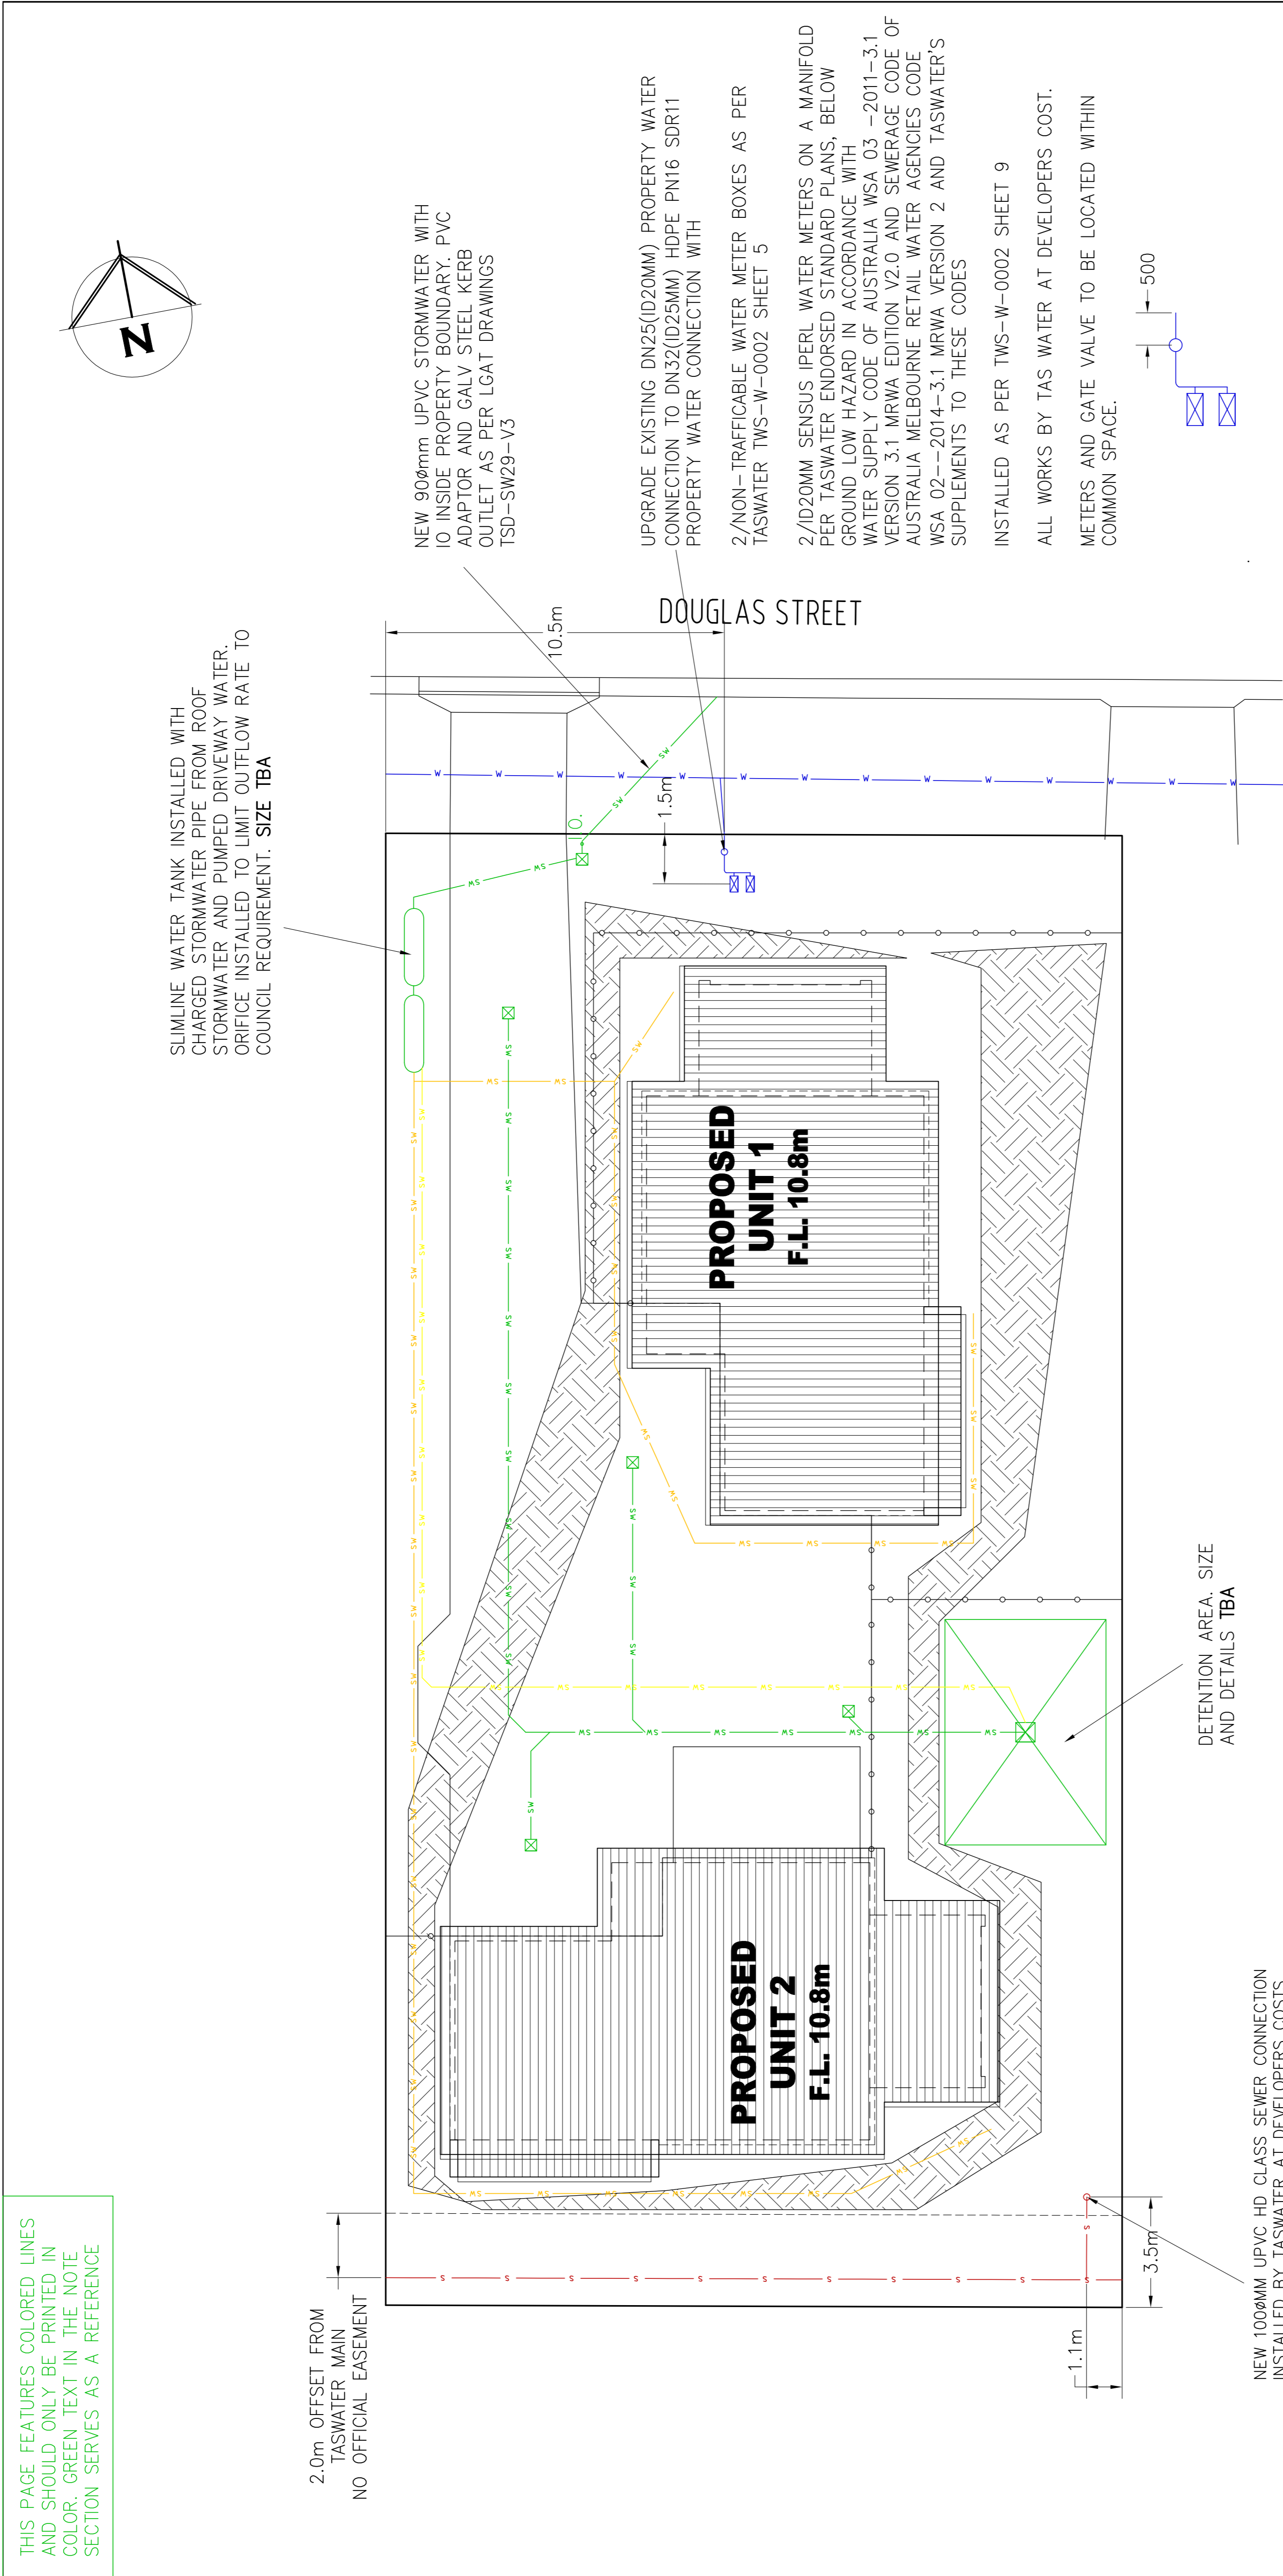 THIS PAGE FEATURES COLORED LINES
AND SHOULD ONLY BE PRINTED IN
COLOR. GREEN TEXT IN THE NOTE
SECTION SERVES AS A REFERENCE
2.0m OFFSET FROM
TASWATER MAIN
NO OFFICIAL EASEMENT
SLIMLINE WATER TANK INSTALLED WITH
CHARGED STORMWATER PIPE FROM ROOF
STORMWATER AND PUMPED DRIVEWAY WATER.
ORIFICE INSTALLED TO LIMIT OUTFLOW RATE TO
COUNCIL REQUIREMENT. SIZE TBA
N
NEW 90ømm UPVC STORMWATER WITH
IO INSIDE PROPERTY BOUNDARY. PVC
ADAPTOR AND GALV STEEL KERB
OUTLET AS PER LGAT DRAWINGS
TSD-SW29-V3
UPGRADE EXISTING DN25(ID20MM) PROPERTY WATER
CONNECTION TO DN32(ID25MM) HDPE PN16 SDR11
PROPERTY WATER CONNECTION WITH
2/NON-TRAFFICABLE WATER METER BOXES AS PER
TASWATER TWS-W-0002 SHEET 5
2/ID20MM SENSUS IPERL WATER METERS ON A MANIFOLD
PER TASWATER ENDORSED STANDARD PLANS, BELOW
GROUND LOW HAZARD IN ACCORDANCE WITH
WATER SUPPLY CODE OF AUSTRALIA WSA 03 -2011-3.1
VERSION 3.1 MRWA EDITION V2.0 AND SEWERAGE CODE OF
AUSTRALIA MELBOURNE RETAIL WATER AGENCIES CODE
WSA 02--2014-3.1 MRWA VERSION 2 AND TASWATER'S
SUPPLEMENTS TO THESE CODES
INSTALLED AS PER TWS-W-0002 SHEET 9
ALL WORKS BY TAS WATER AT DEVELOPERS COST.
METERS AND GATE VALVE TO BE LOCATED WITHIN
COMMON SPACE.
500
DOUGLAS STREET
10.5m
1.5m
I.O.
PROPOSED
UNIT 1
F.L. 10.8m
PROPOSED
UNIT 2
F.L. 10.8m
DETENTION AREA. SIZE
AND DETAILS TBA
3.5m
1.1m
NEW 100øMM UPVC HD CLASS SEWER CONNECTION
INSTALLED BY TASWATER AT DEVELOPERS COSTS